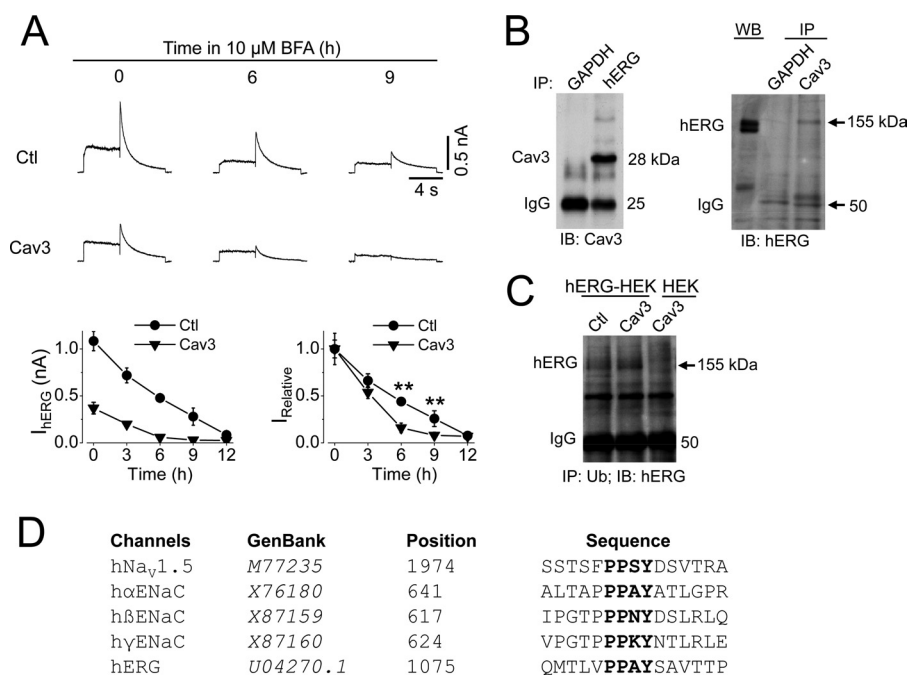 A
Time in 10 µM BFA (h)
0 6 9
Ctl
0.5 nA
4 s
Cav3
Ctl
Cav3
I hERG (nA)
1.0
0.5
0.0
0 3 6 9 12
Time (h)
Ctl
Cav3
I Relative
1.0
0.5
0.0
** **
0 3 6 9 12
Time (h)
B
IP: GAPDH hERG
Cav3 28 kDa
IgG 25
IB: Cav3
WB IP
GAPDH Cav3
hERG 155 kDa
IgG 50
IB: hERG
C
hERG-HEK HEK
Ctl Cav3 Cav3
hERG 155 kDa
IgG 50
IP: Ub; IB: hERG
D
Channels GenBank Position Sequence
hNaV1.5 M77235 1974 SSTSFPPSYDSVTRA
hαENaC X76180 641 ALTAPPPAYATLGPR
hßENaC X87159 617 IPGTPPPNYDSLRLQ
hγENaC X87160 624 VPGTPPPKYNTLRLE
hERG U04270.1 1075 QMTLVPPAYSAVTTP